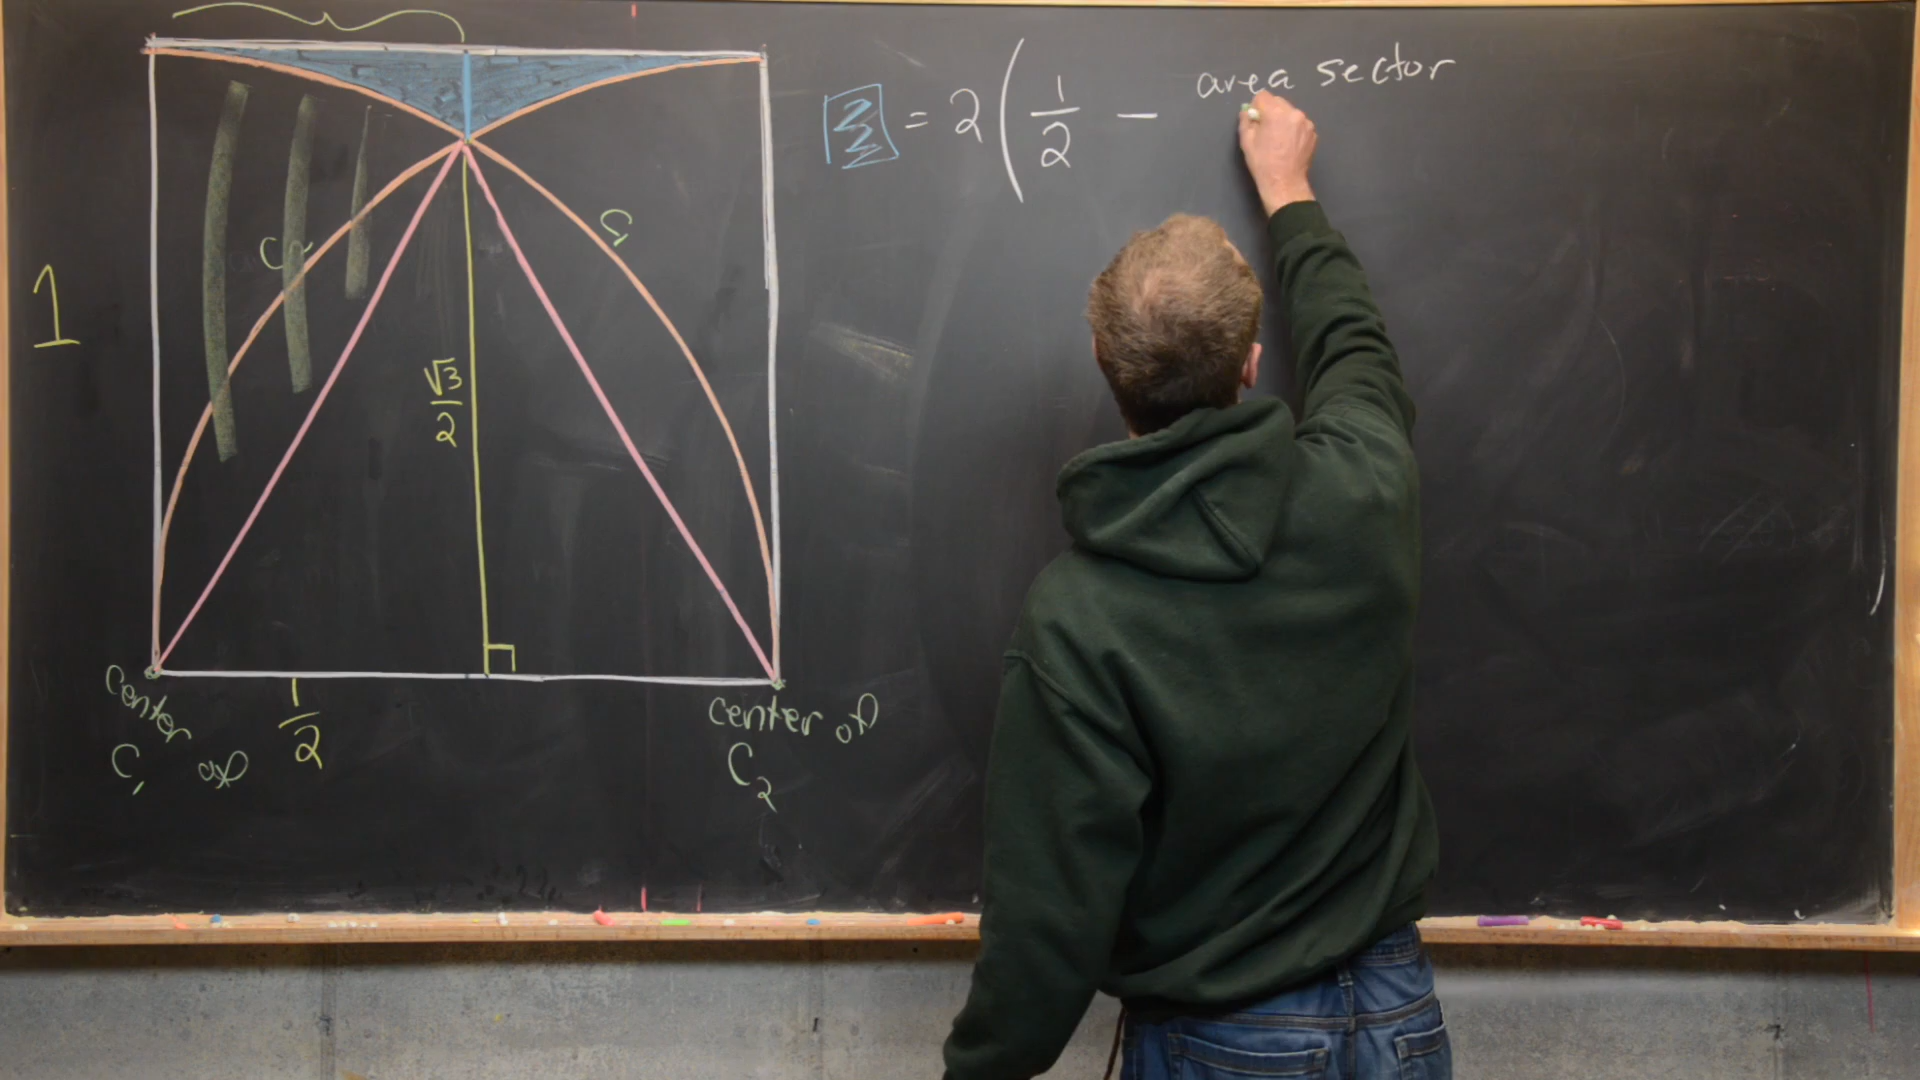 = 2 ( 1/2 - area sector
C₂
C₁
1
√3/2
1/2
center of
C₁
center of
C₂